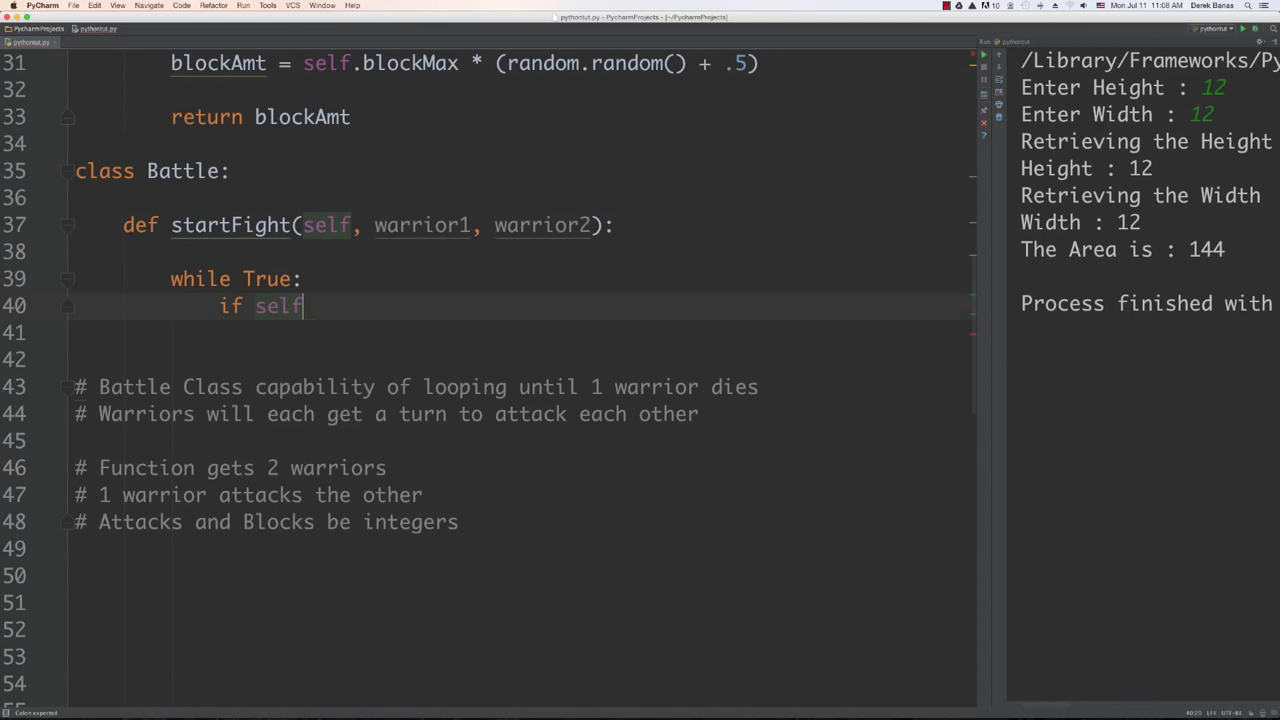 PyCharm File Edit View Navigate Code Refactor Run Tools VCS Window Help
10 Mon Jul 11 11:08 AM Derek Banas
pythontut.py - PyCharmProjects - [~/PycharmProjects]
PycharmProjects pythontut.py
pythontut
pythontut.py
Run: pythontut
31 blockAmt = self.blockMax * (random.random() + .5)
32
33 return blockAmt
34
35 class Battle:
36
37 def startFight(self, warrior1, warrior2):
38
39 while True:
40 if self
41
42
43 # Battle Class capability of looping until 1 warrior dies
44 # Warriors will each get a turn to attack each other
45
46 # Function gets 2 warriors
47 # 1 warrior attacks the other
48 # Attacks and Blocks be integers
49
50
51
52
53
54
/Library/Frameworks/Py
Enter Height : 12
Enter Width : 12
Retrieving the Height
Height : 12
Retrieving the Width
Width : 12
The Area is : 144
Process finished with
Colon expected
40:20 LF÷ UTF-8÷